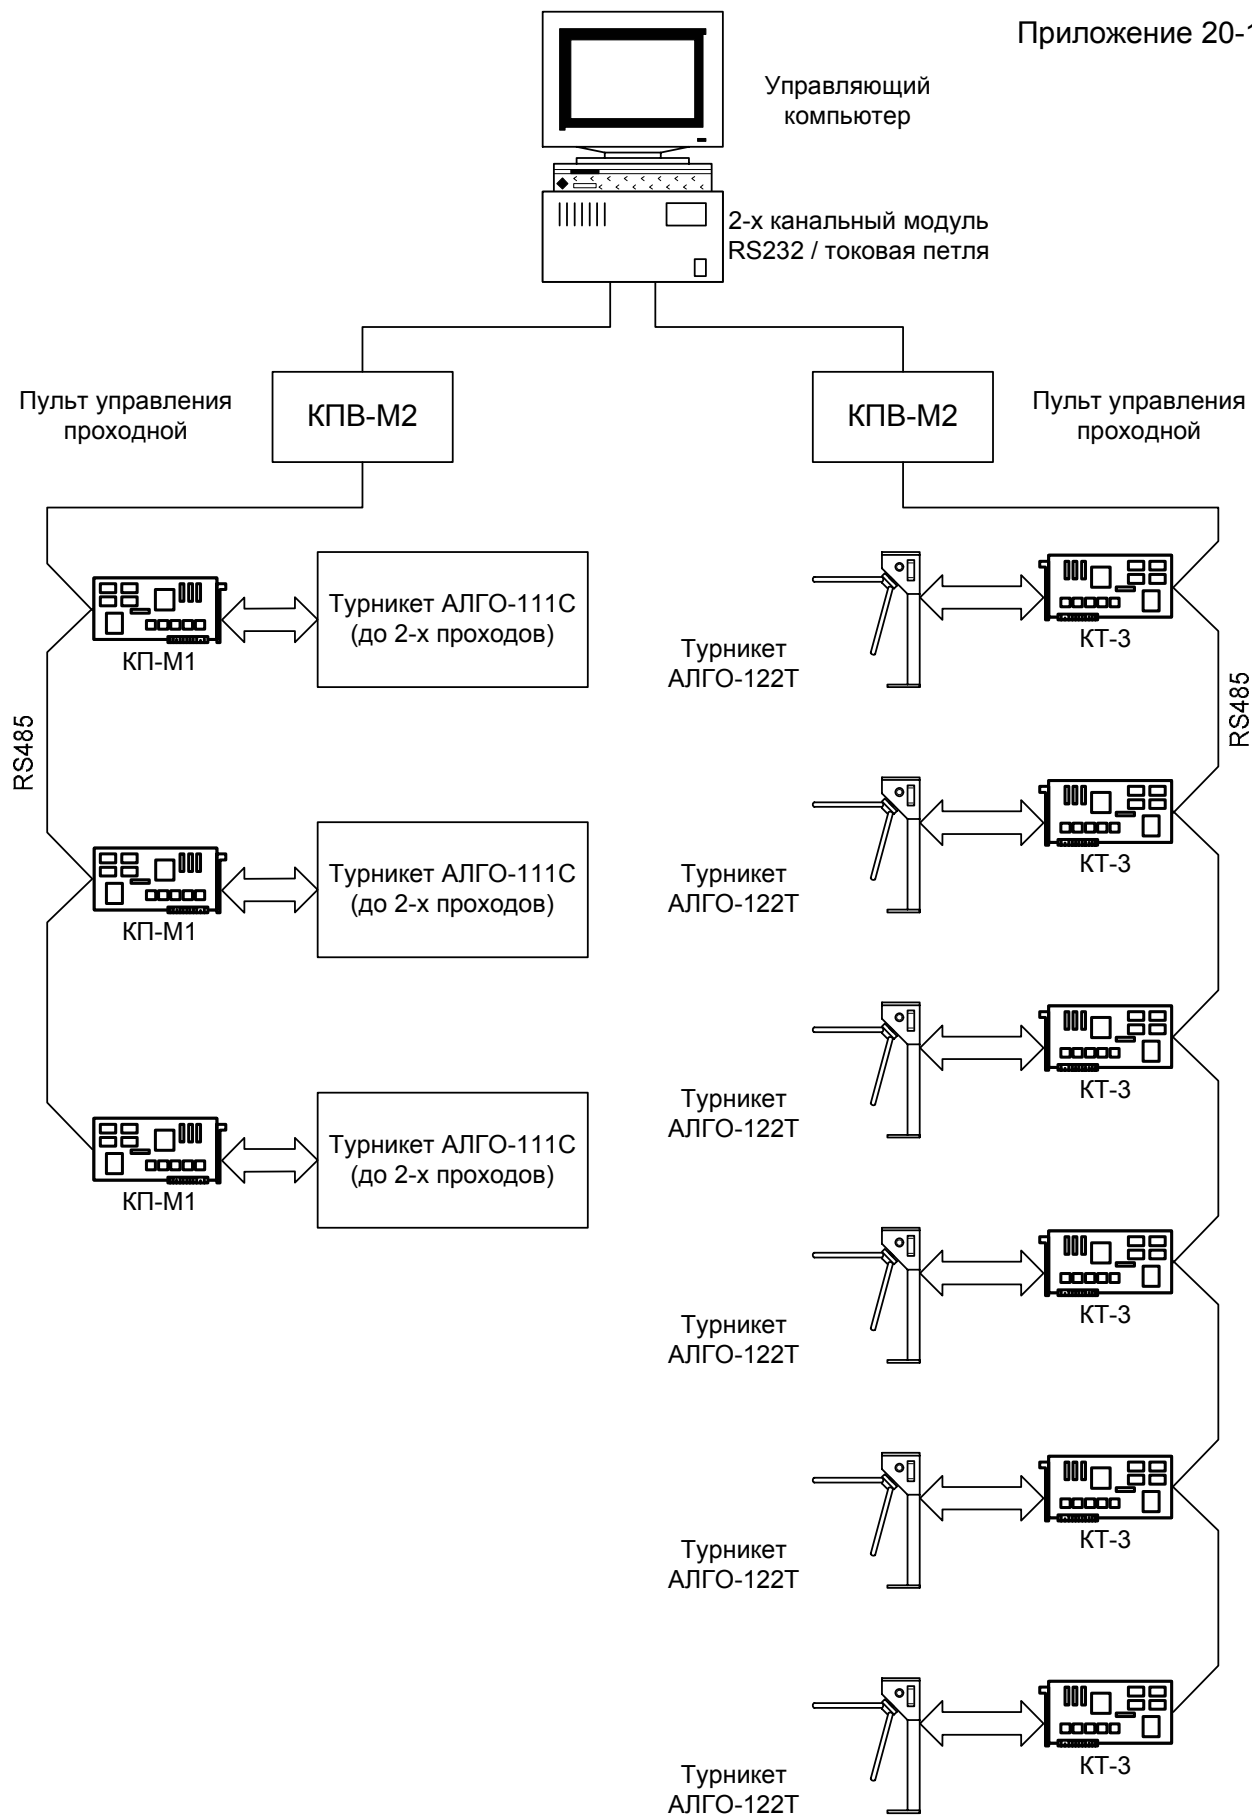 Приложение 20-1
Управляющий
компьютер
2-х канальный модуль
RS232 / токовая петля
Пульт управления
проходной
КПВ-М2
КПВ-М2
Пульт управления
проходной
RS485
КП-М1
Турникет АЛГО-111С
(до 2-х проходов)
КП-М1
Турникет АЛГО-111С
(до 2-х проходов)
КП-М1
Турникет АЛГО-111С
(до 2-х проходов)
Турникет
АЛГО-122Т
КТ-3
RS485
Турникет
АЛГО-122Т
КТ-3
Турникет
АЛГО-122Т
КТ-3
Турникет
АЛГО-122Т
КТ-3
Турникет
АЛГО-122Т
КТ-3
Турникет
АЛГО-122Т
КТ-3